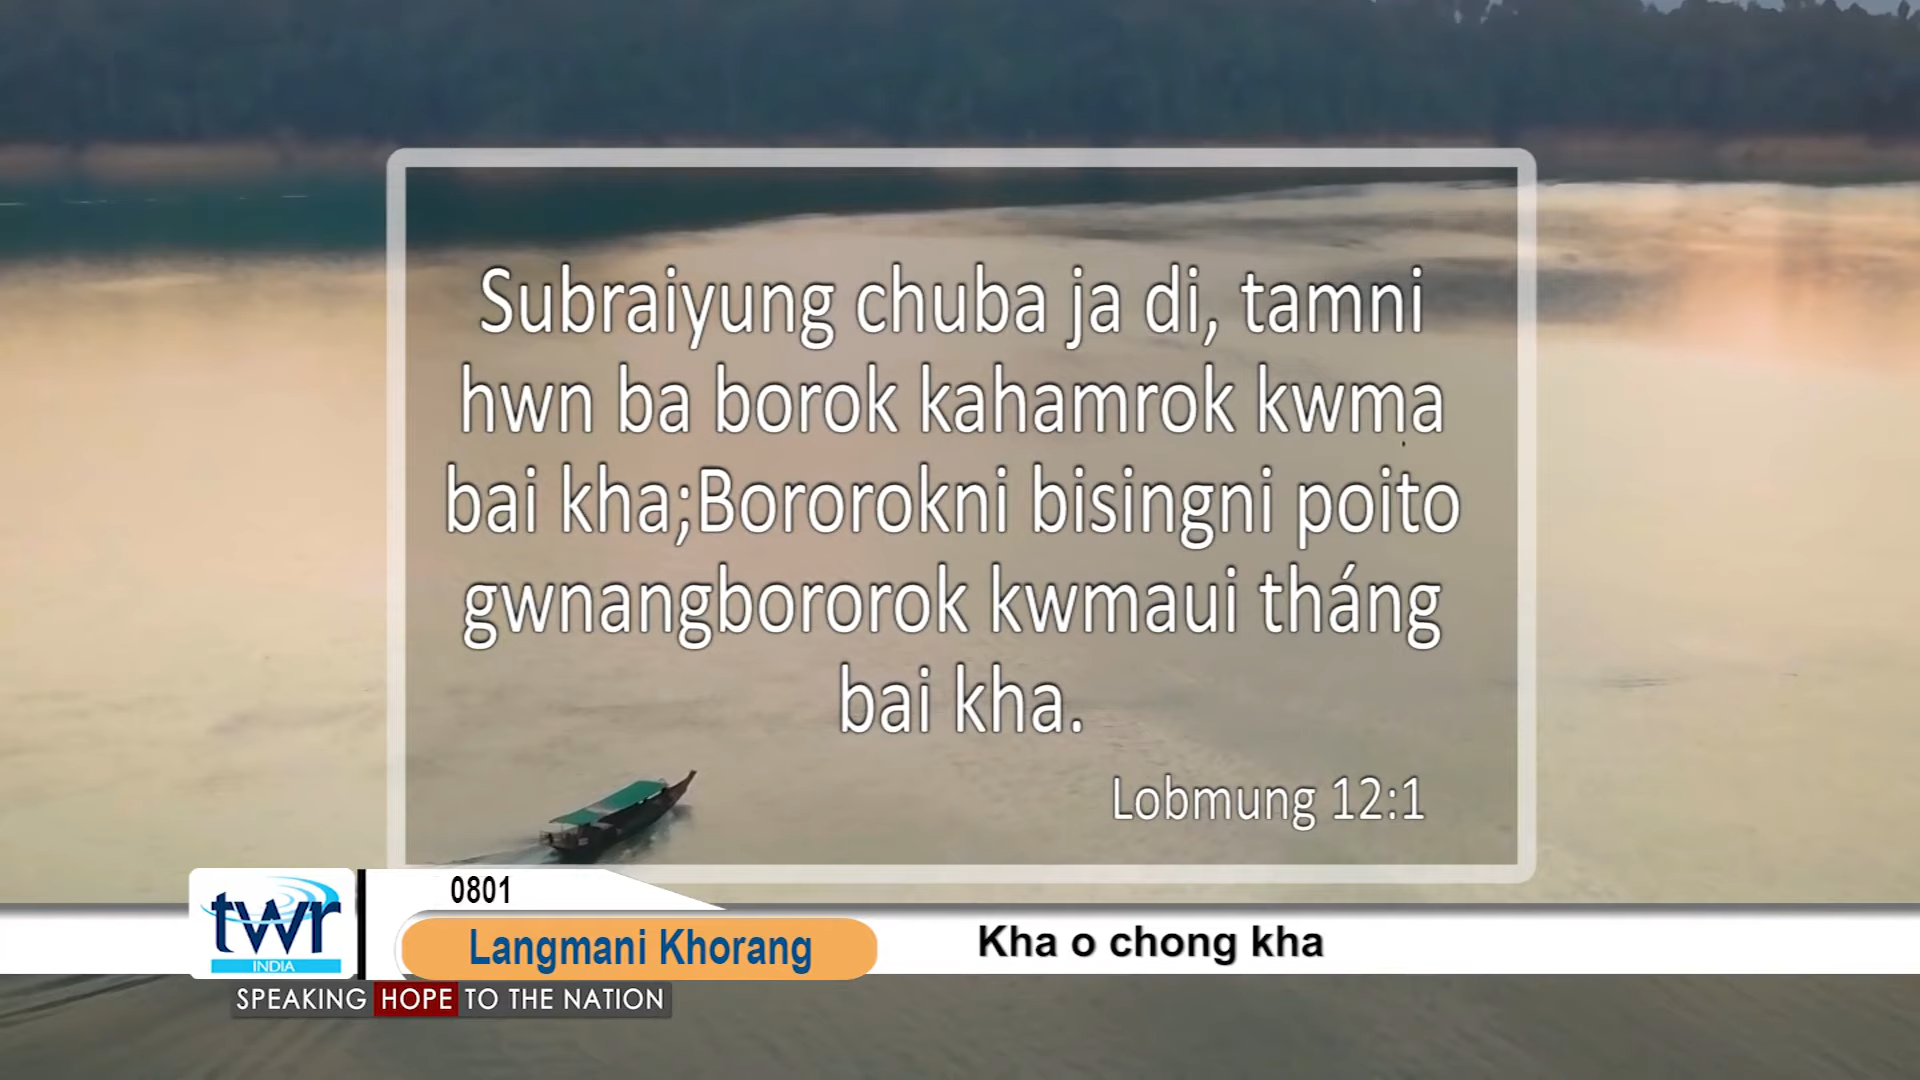 Subraiyung chuba ja di, tamni
hwn ba borok kahamrok kwma
bai kha;Bororokni bisingni poito
gwnangbororok kwmaui tháng
bai kha.
Lobmung 12:1
0801
twr
INDIA
Langmani Khorang
Kha o chong kha
SPEAKING HOPE TO THE NATION